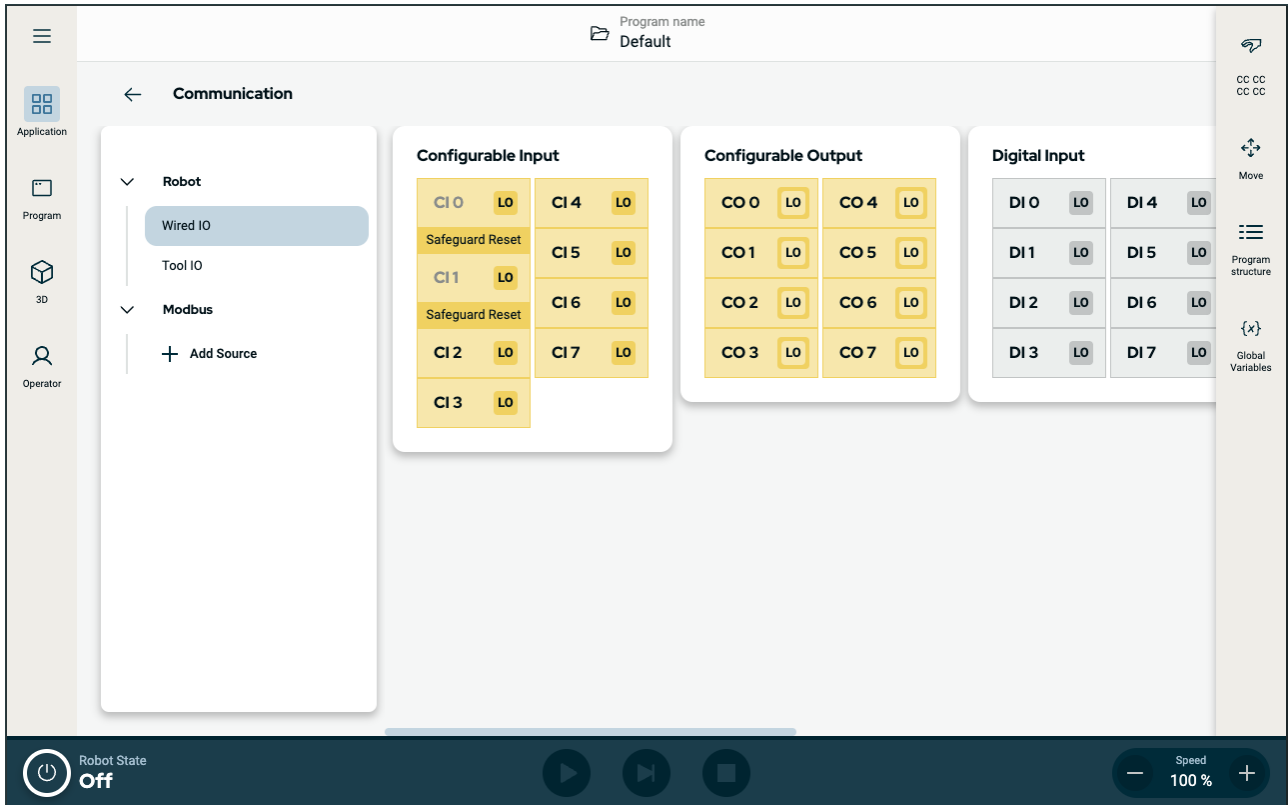 Program name
Default
Application
Program
3D
Operator
Communication
Robot
Wired IO
Tool IO
Modbus
Add Source
Configurable Input
CI 0 LO
Safeguard Reset
CI 1 LO
Safeguard Reset
CI 2 LO
CI 3 LO
CI 4 LO
CI 5 LO
CI 6 LO
CI 7 LO
Configurable Output
CO 0 LO
CO 1 LO
CO 2 LO
CO 3 LO
CO 4 LO
CO 5 LO
CO 6 LO
CO 7 LO
Digital Input
DI 0 LO
DI 1 LO
DI 2 LO
DI 3 LO
DI 4 LO
DI 5 LO
DI 6 LO
DI 7 LO
CC CC
CC CC
Move
Program
structure
{x}
Global
Variables
Robot State
Off
Speed
100 %